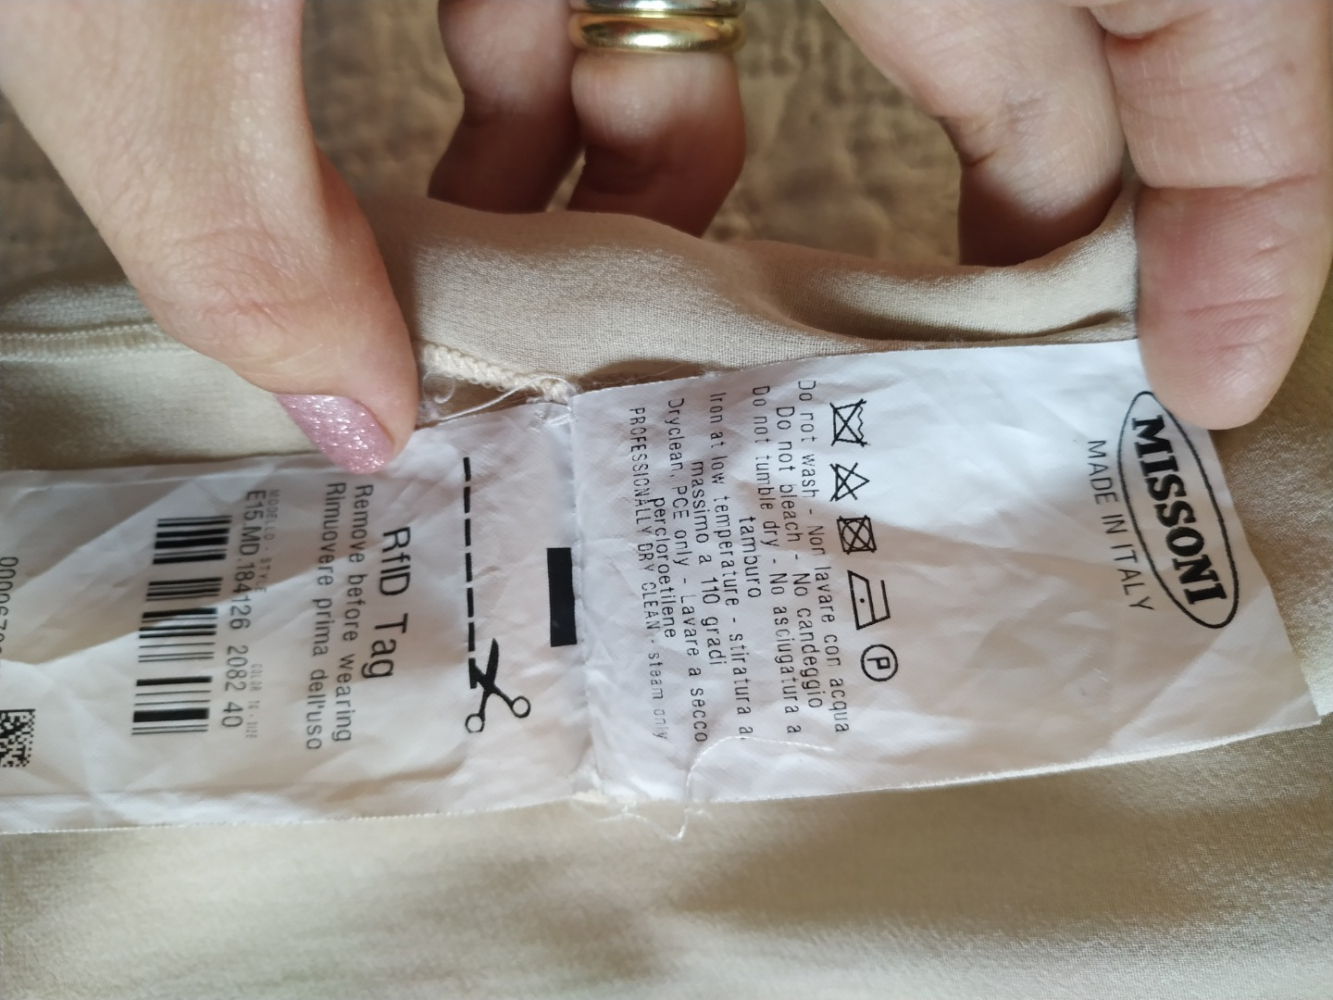 MISSONI
MADE IN ITALY
P
Do not wash - Non lavare con acqua
Do not bleach - No candeggio
Do not tumble dry - No asciugatura a
tamburo
Iron at low temperature - stiratura a
massimo a 110 gradi
Dryclean, PCE only - Lavare a secco
percloroetilene
PROFESSIONALLY DRY CLEAN - steam only
RfID Tag
Remove before wearing
Rimuovere prima dell'uso
MODELLO - STYLE
E15.MD.184126 2082 40